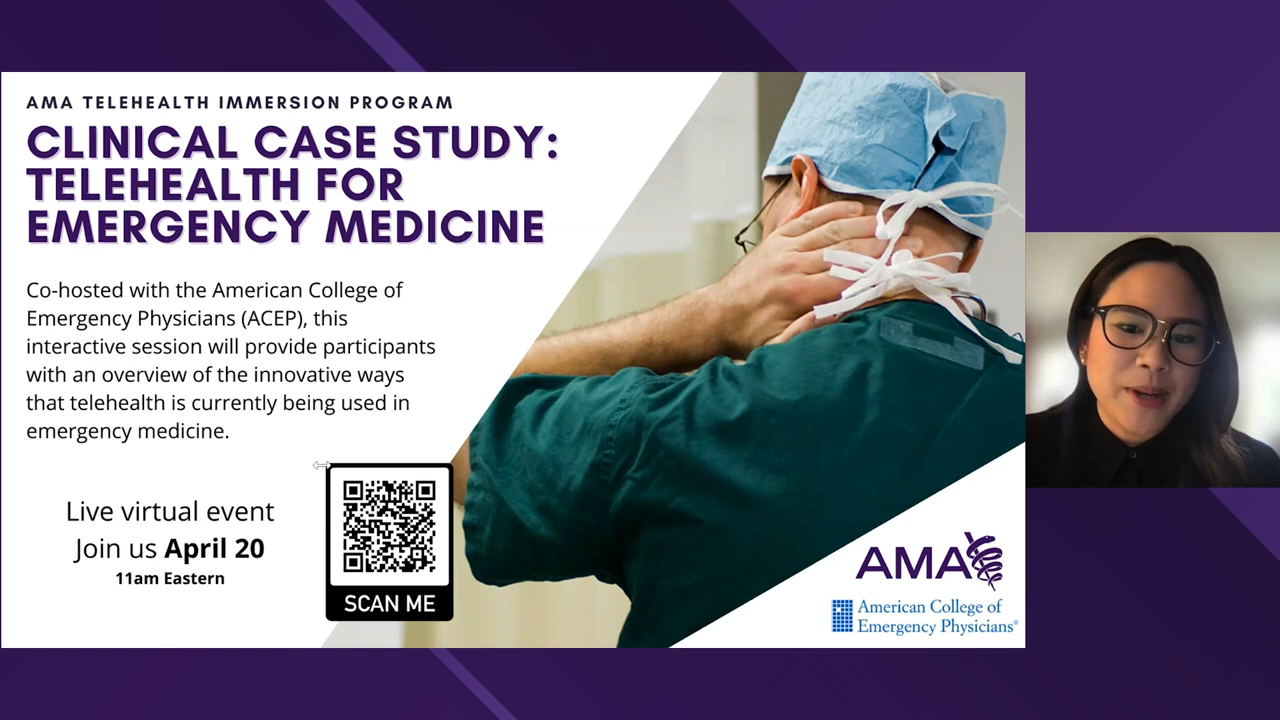 AMA TELEHEALTH IMMERSION PROGRAM
CLINICAL CASE STUDY:
TELEHEALTH FOR
EMERGENCY MEDICINE
Co-hosted with the American College of
Emergency Physicians (ACEP), this
interactive session will provide participants
with an overview of the innovative ways
that telehealth is currently being used in
emergency medicine.
Live virtual event
Join us April 20
11am Eastern
SCAN ME
AMA
American College of
Emergency Physicians®